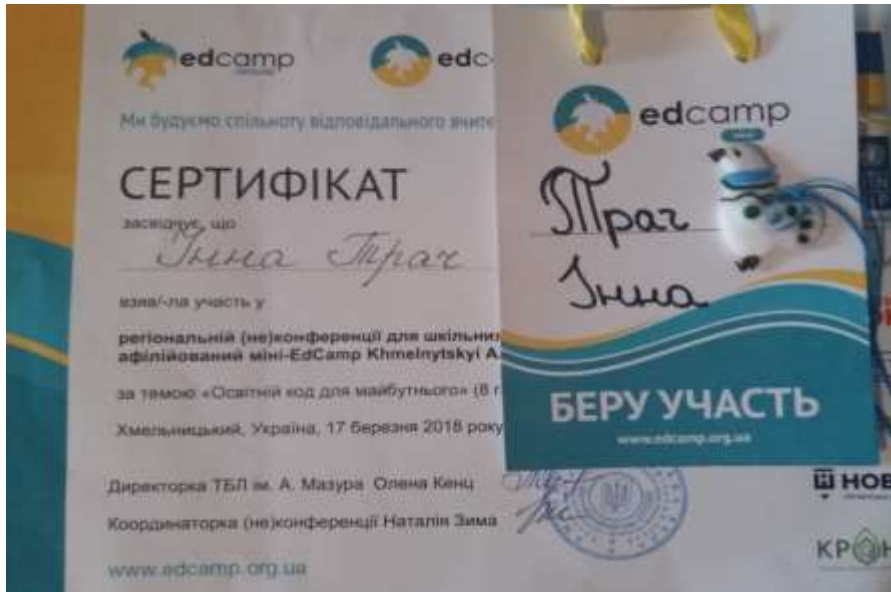 edcamp
edc
Ми будуємо спільноту відповідального вчите
СЕРТИФІКАТ
засвідчує, що
Інна Трач
взяв/-ла участь у
регіональній (не)конференції для шкільни
афілійований міні-EdCamp Khmelnytskyi A
за темою «Освітній код для майбутнього» (8 г
Хмельницький, Україна, 17 березня 2018 року
Директорка ТБЛ ім. А. Мазура Олена Кенц
Координаторка (не)конференції Наталія Зима
www.edcamp.org.ua
edcamp
Трач
Інна
БЕРУ УЧАСТЬ
www.edcamp.org.ua
НОВ
КРОН